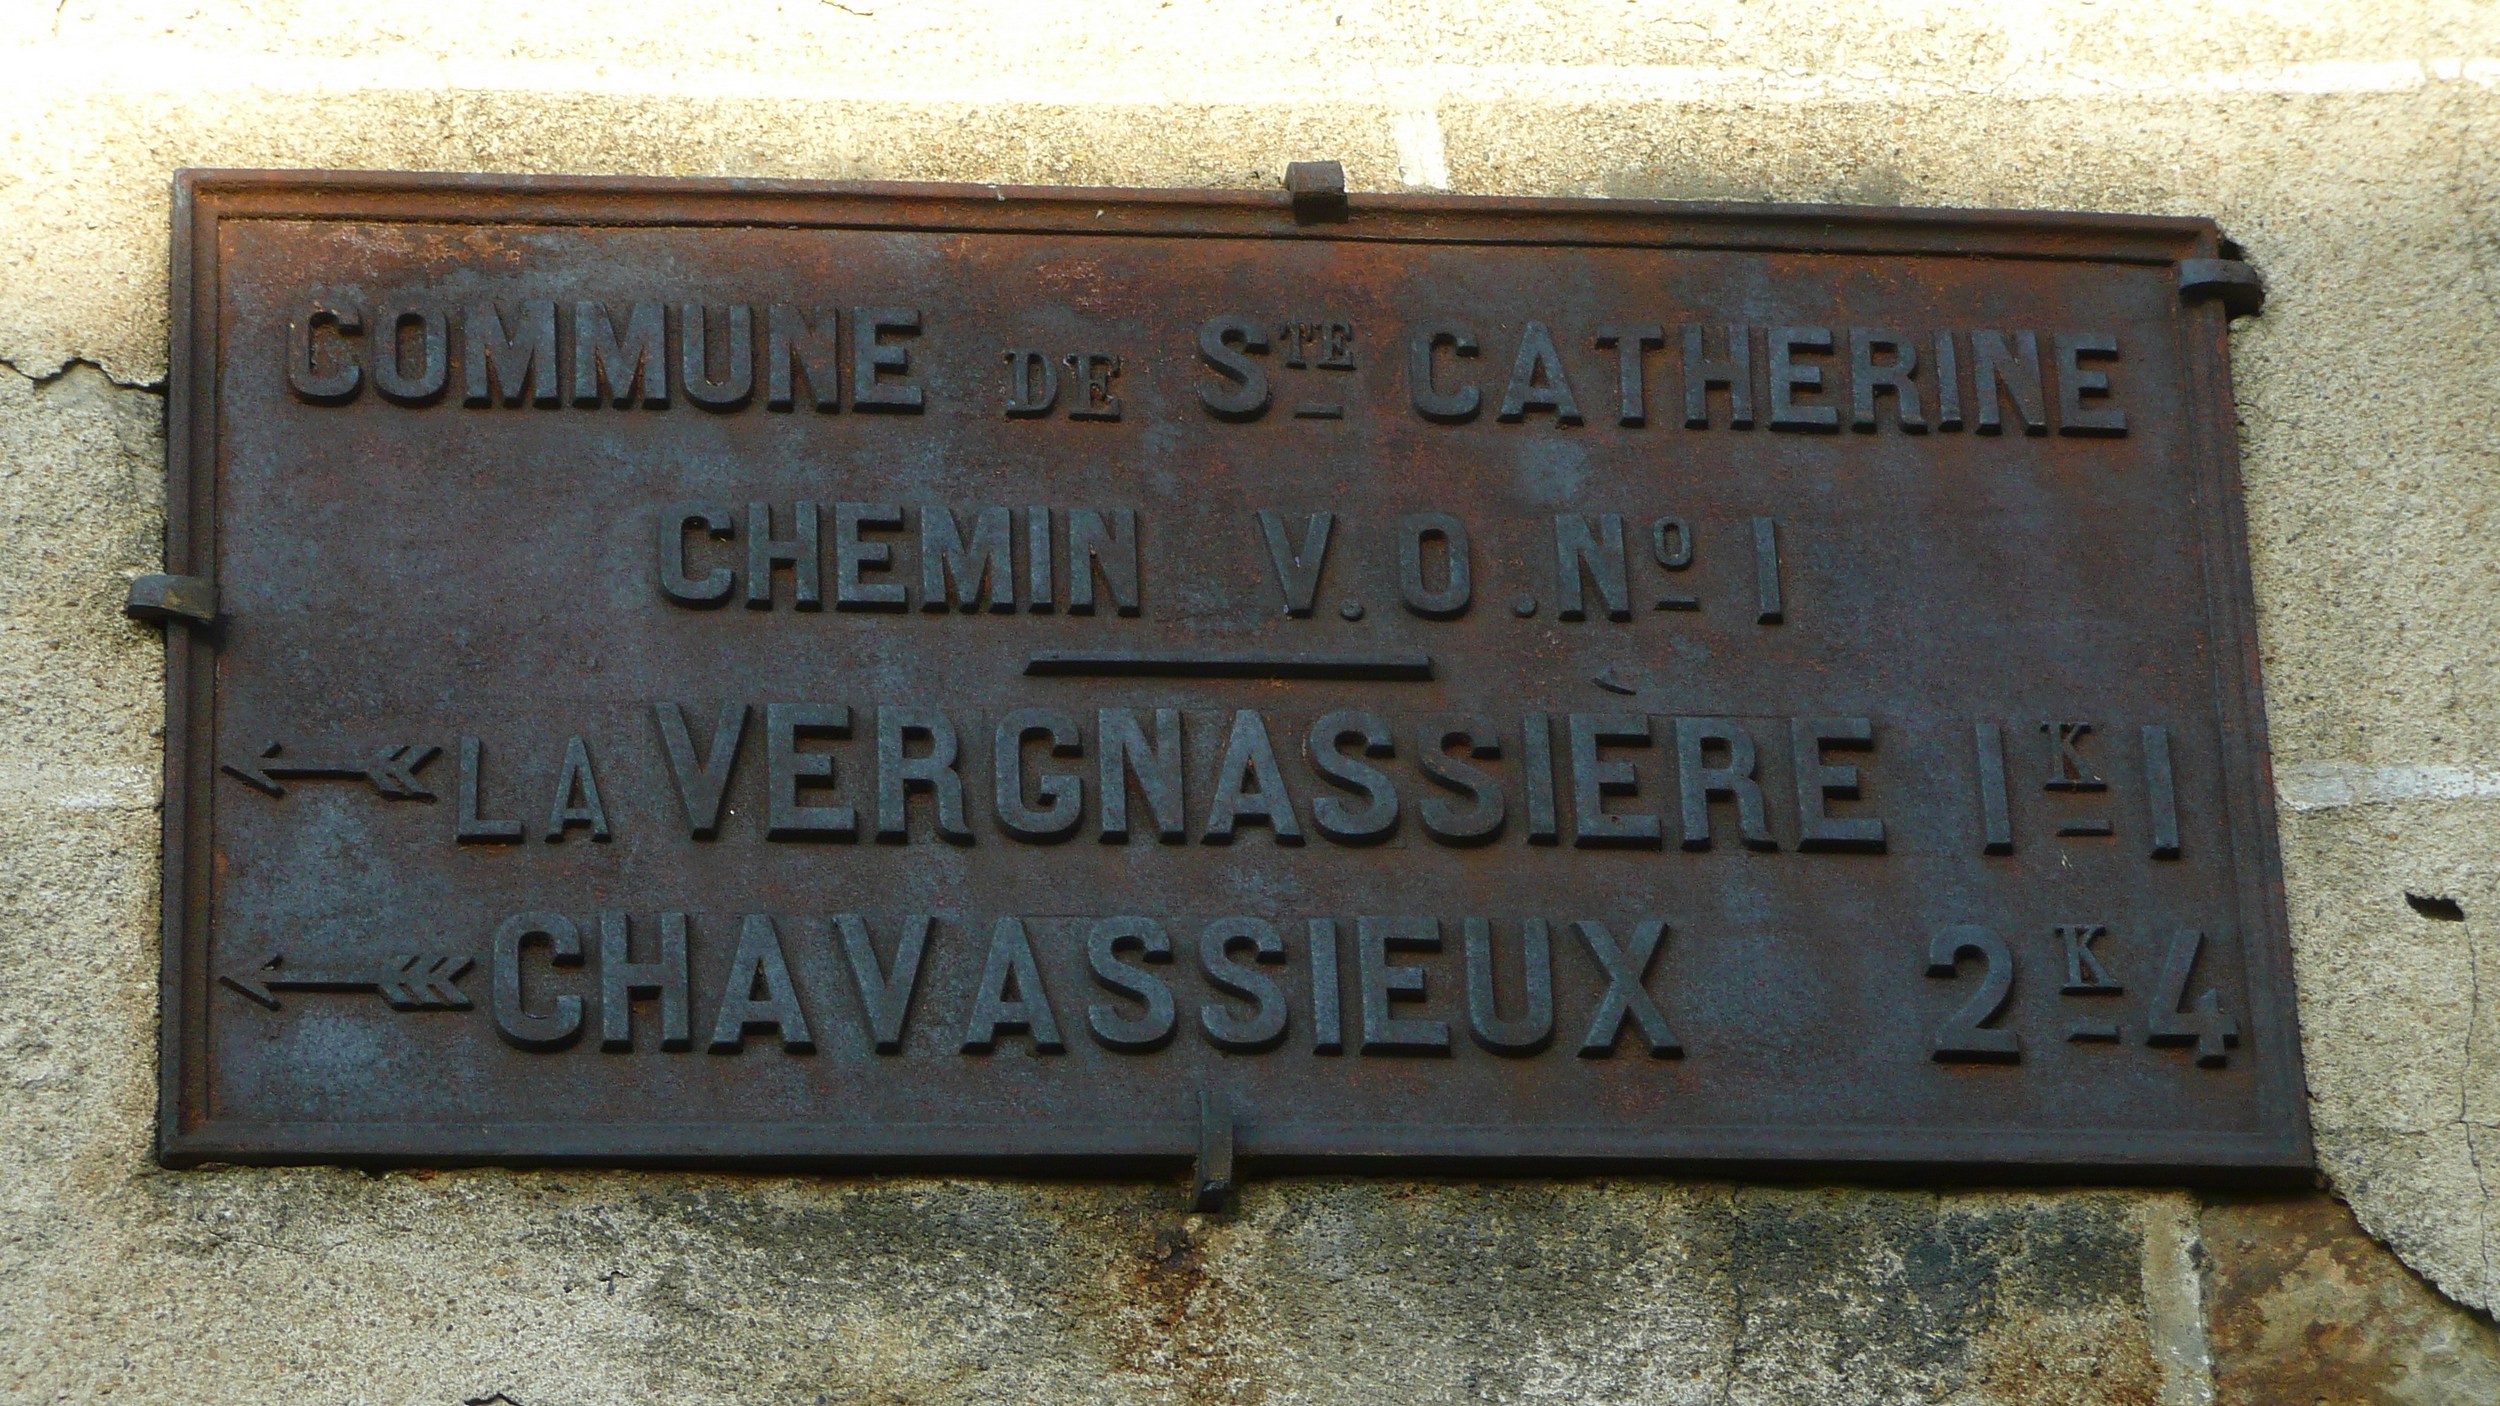 COMMUNE DE STE CATHERINE
CHEMIN V.O.No 1
LA VERGNASSIÈRE 1K1
CHAVASSIEUX 2K4